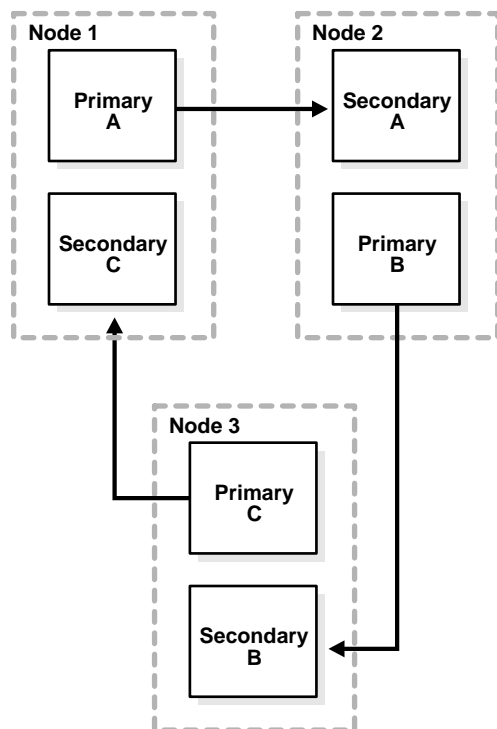 Node 1
Primary
A
Secondary
C
Node 2
Secondary
A
Primary
B
Node 3
Primary
C
Secondary
B